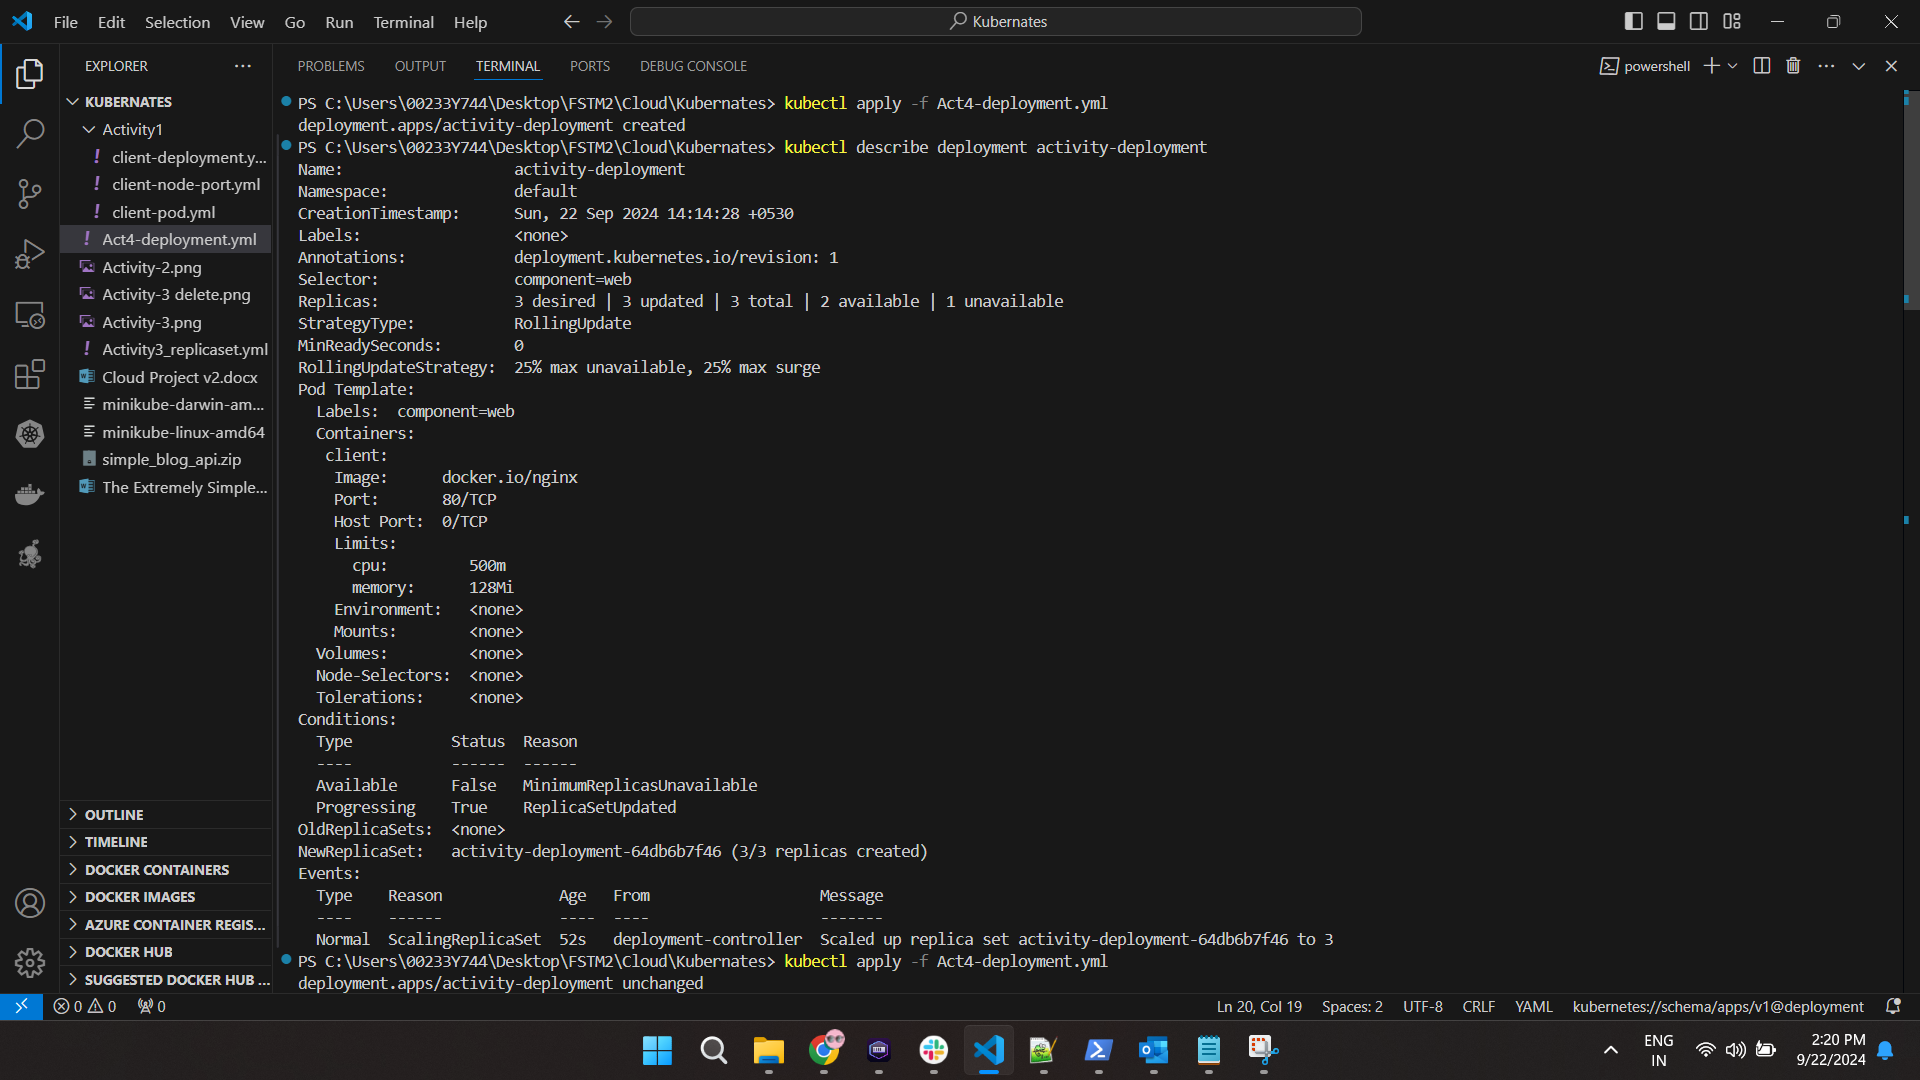 File Edit Selection View Go Run Terminal Help
Kubernates
EXPLORER
KUBERNATES
Activity1
client-deployment.y...
client-node-port.yml
client-pod.yml
Act4-deployment.yml
Activity-2.png
Activity-3 delete.png
Activity-3.png
Activity3_replicaset.yml
Cloud Project v2.docx
minikube-darwin-am...
minikube-linux-amd64
simple_blog_api.zip
The Extremely Simple...
OUTLINE
TIMELINE
DOCKER CONTAINERS
DOCKER IMAGES
AZURE CONTAINER REGIS...
DOCKER HUB
SUGGESTED DOCKER HUB ...
PROBLEMS OUTPUT TERMINAL PORTS DEBUG CONSOLE
powershell
PS C:\Users\00233Y744\Desktop\FSTM2\Cloud\Kubernates> kubectl apply -f Act4-deployment.yml
deployment.apps/activity-deployment created
PS C:\Users\00233Y744\Desktop\FSTM2\Cloud\Kubernates> kubectl describe deployment activity-deployment
Name: activity-deployment
Namespace: default
CreationTimestamp: Sun, 22 Sep 2024 14:14:28 +0530
Labels: <none>
Annotations: deployment.kubernetes.io/revision: 1
Selector: component=web
Replicas: 3 desired | 3 updated | 3 total | 2 available | 1 unavailable
StrategyType: RollingUpdate
MinReadySeconds: 0
RollingUpdateStrategy: 25% max unavailable, 25% max surge
Pod Template:
Labels: component=web
Containers:
client:
Image: docker.io/nginx
Port: 80/TCP
Host Port: 0/TCP
Limits:
cpu: 500m
memory: 128Mi
Environment: <none>
Mounts: <none>
Volumes: <none>
Node-Selectors: <none>
Tolerations: <none>
Conditions:
Type Status Reason
---- ------ ------
Available False MinimumReplicasUnavailable
Progressing True ReplicaSetUpdated
OldReplicaSets: <none>
NewReplicaSet: activity-deployment-64db6b7f46 (3/3 replicas created)
Events:
Type Reason Age From Message
---- ------ ---- ---- -------
Normal ScalingReplicaSet 52s deployment-controller Scaled up replica set activity-deployment-64db6b7f46 to 3
PS C:\Users\00233Y744\Desktop\FSTM2\Cloud\Kubernates> kubectl apply -f Act4-deployment.yml
deployment.apps/activity-deployment unchanged
0 0 0 Ln 20, Col 19 Spaces: 2 UTF-8 CRLF YAML kubernetes://schema/apps/v1@deployment
ENG
IN
2:20 PM
9/22/2024